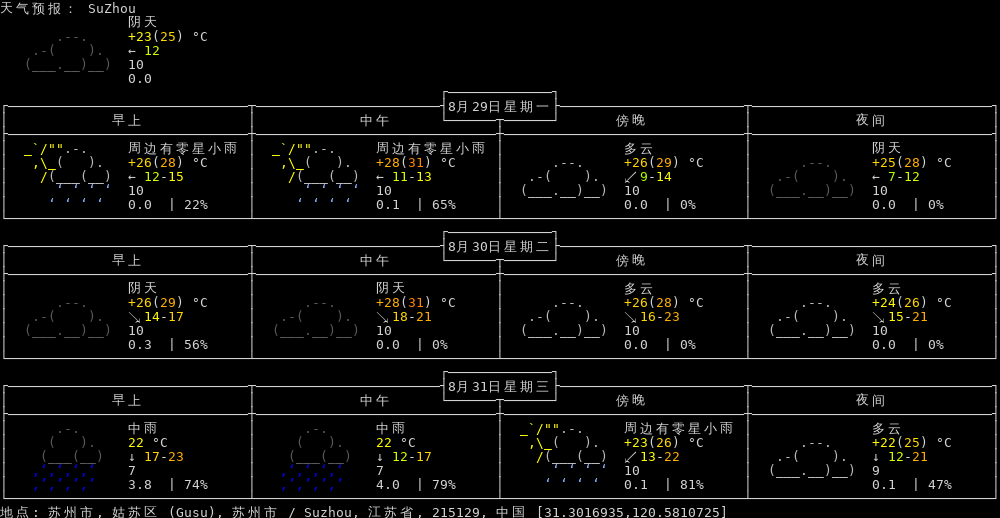 天气预报： SuZhou
阴天
+23(25) °C
← 12
10
0.0
8月29日星期一
早上 中午 傍晚 夜间
周边有零星小雨 周边有零星小雨 多云 阴天
+26(28) °C +28(31) °C +26(29) °C +25(28) °C
← 12-15 ← 11-13 ↙ 9-14 ← 7-12
10 10 10 10
0.0 | 22% 0.1 | 65% 0.0 | 0% 0.0 | 0%
8月30日星期二
早上 中午 傍晚 夜间
阴天 阴天 多云 多云
+26(29) °C +28(31) °C +26(28) °C +24(26) °C
↘ 14-17 ↘ 18-21 ↘ 16-23 ↘ 15-21
10 10 10 10
0.3 | 56% 0.0 | 0% 0.0 | 0% 0.0 | 0%
8月31日星期三
早上 中午 傍晚 夜间
中雨 中雨 周边有零星小雨 多云
22 °C 22 °C +23(26) °C +22(25) °C
↓ 17-23 ↓ 12-17 ↙ 13-22 ↓ 12-21
7 7 10 9
3.8 | 74% 4.0 | 79% 0.1 | 81% 0.1 | 47%
地点: 苏州市, 姑苏区 (Gusu), 苏州市 / Suzhou, 江苏省, 215129, 中国 [31.3016935,120.5810725]